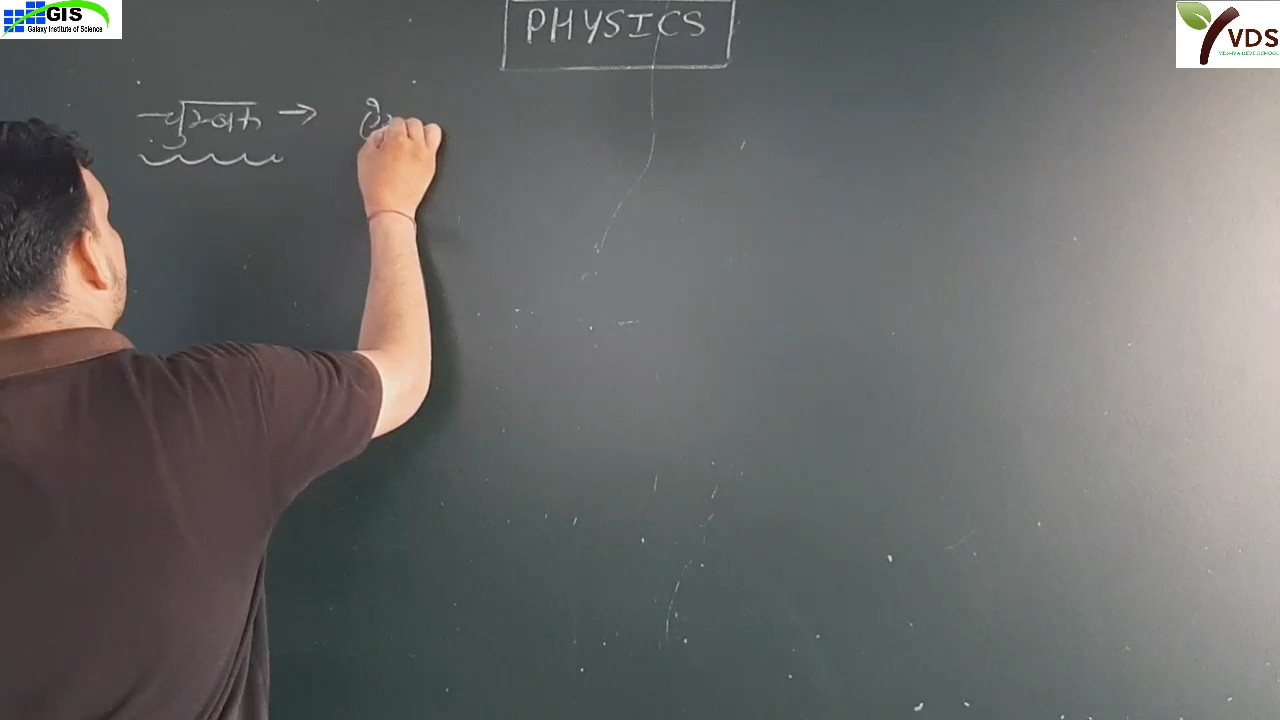 GIS
Galaxy Institute of Science
PHYSICS
VDS
चुम्बक →